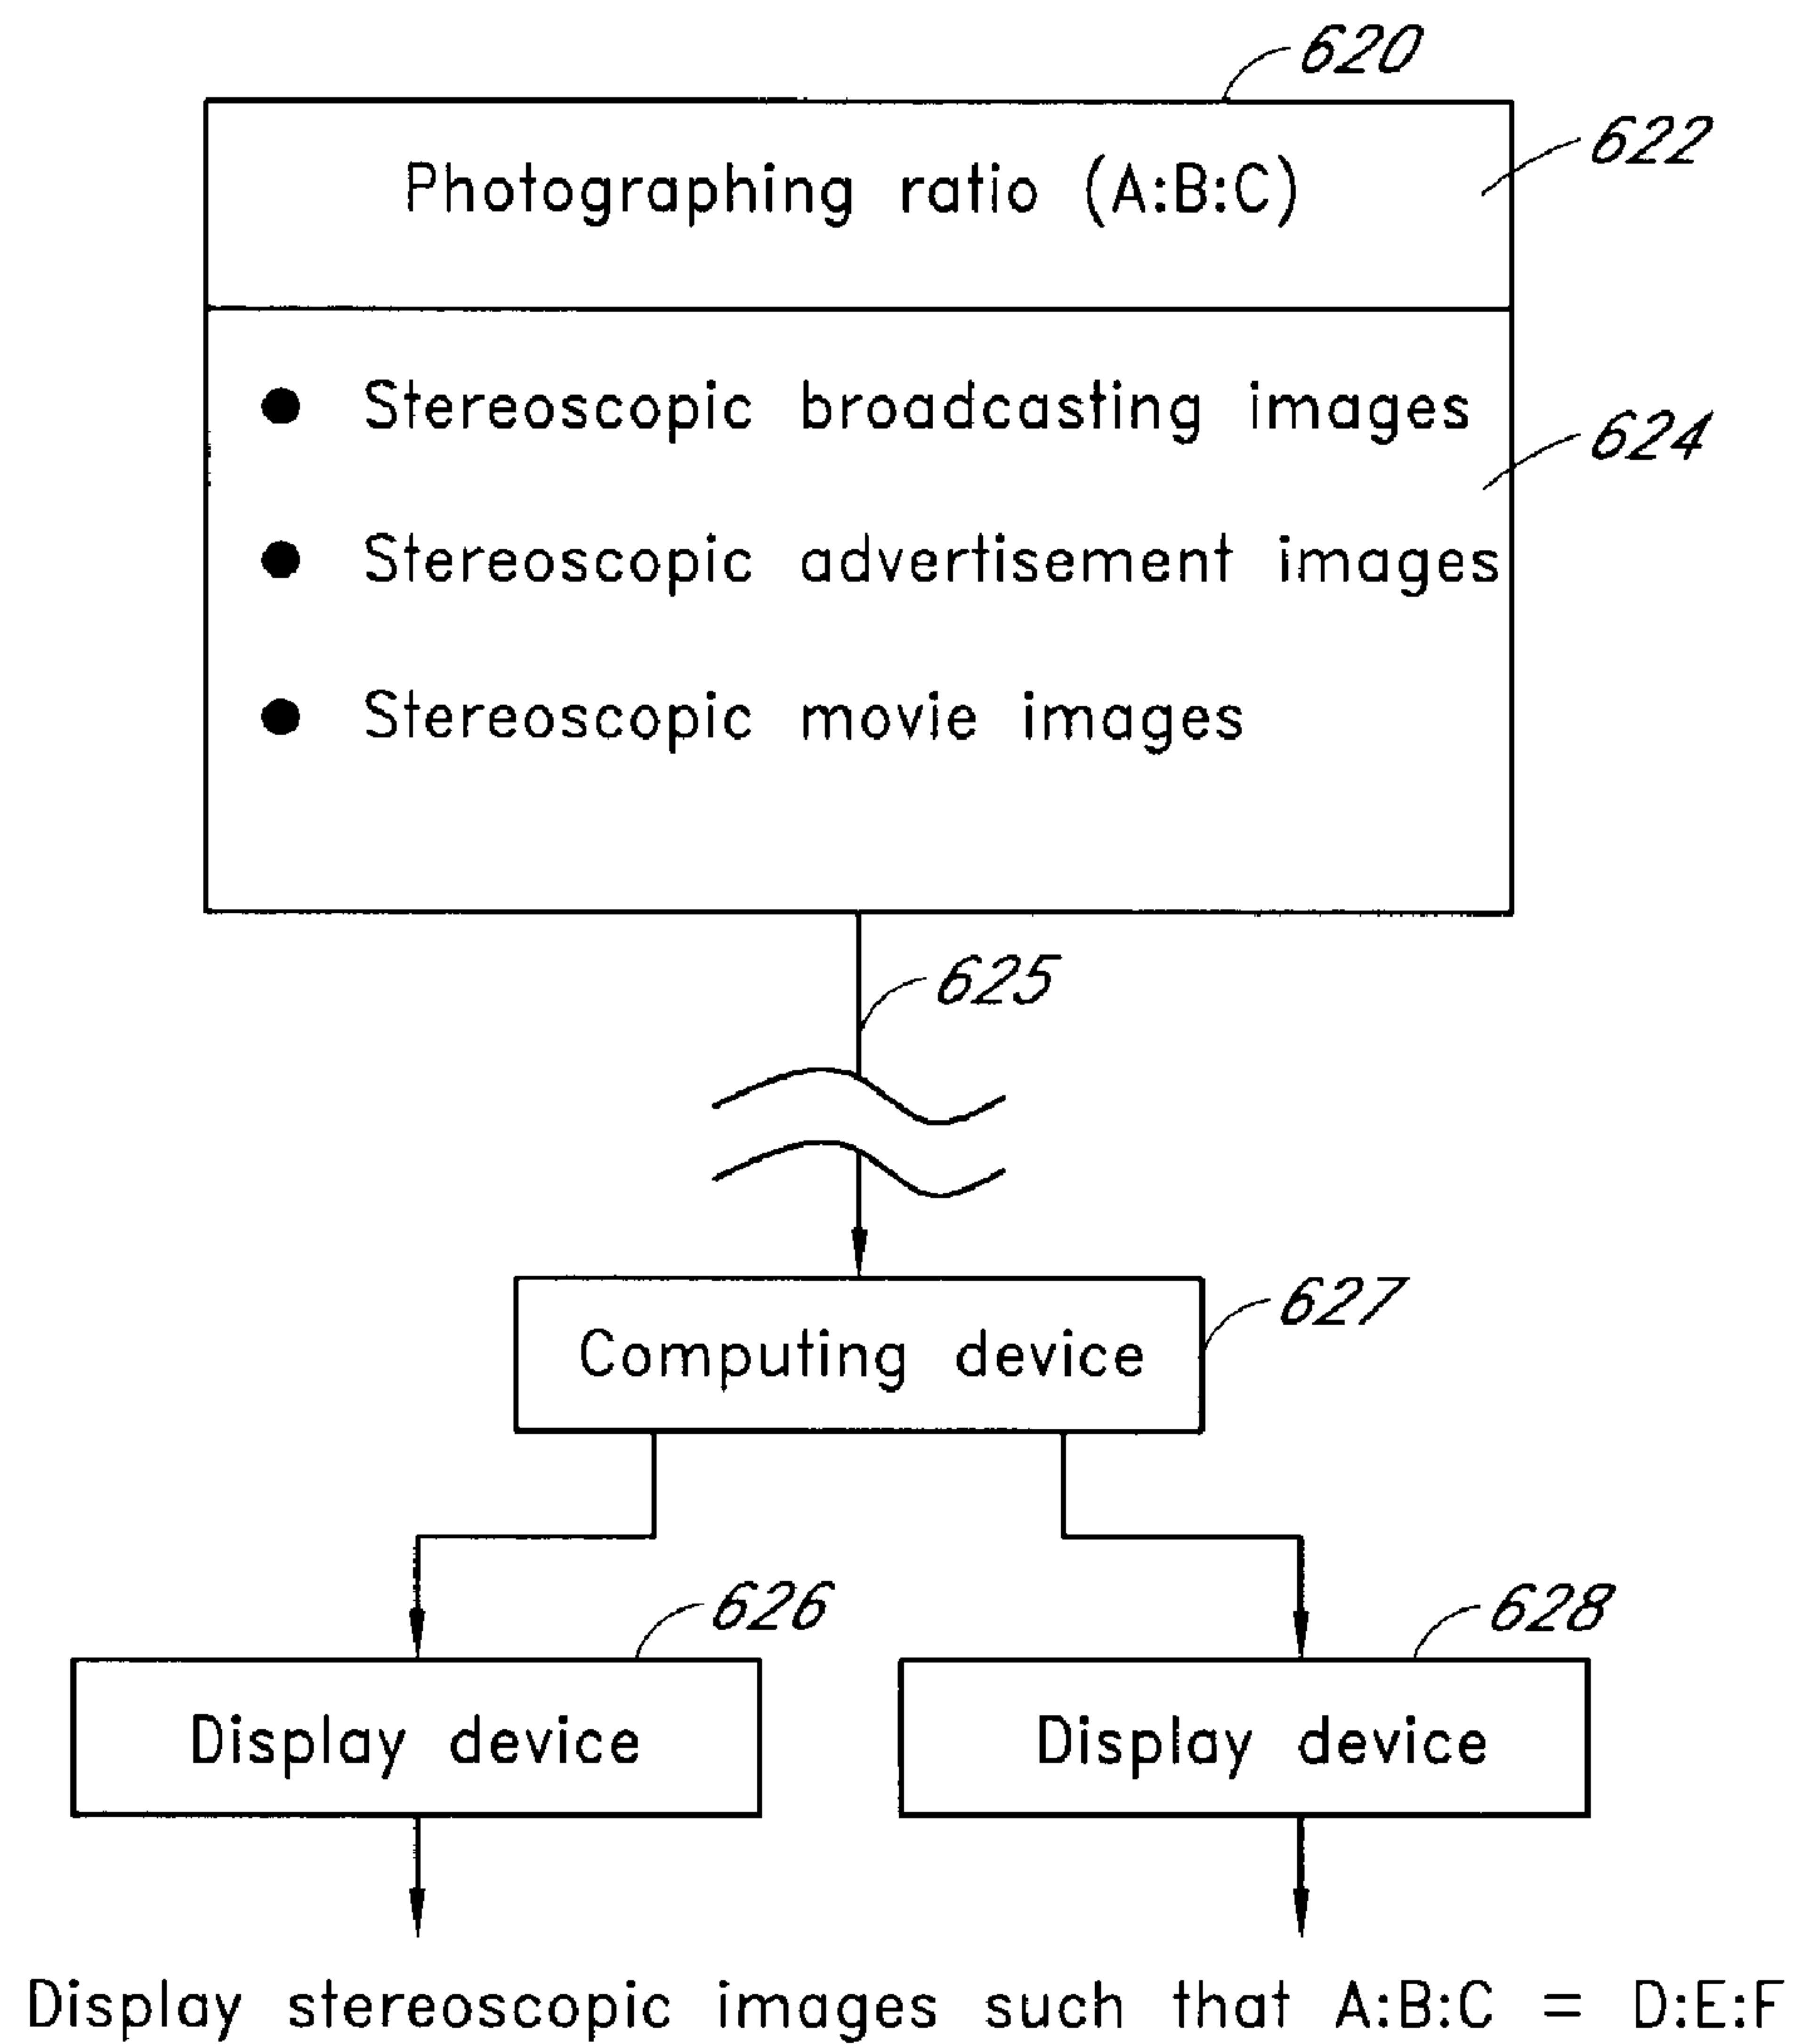 620
Photographing ratio (A:B:C)
622
● Stereoscopic broadcasting images
624
● Stereoscopic advertisement images
● Stereoscopic movie images
625
Computing device
627
626
628
Display device
Display device
Display stereoscopic images such that A:B:C = D:E:F